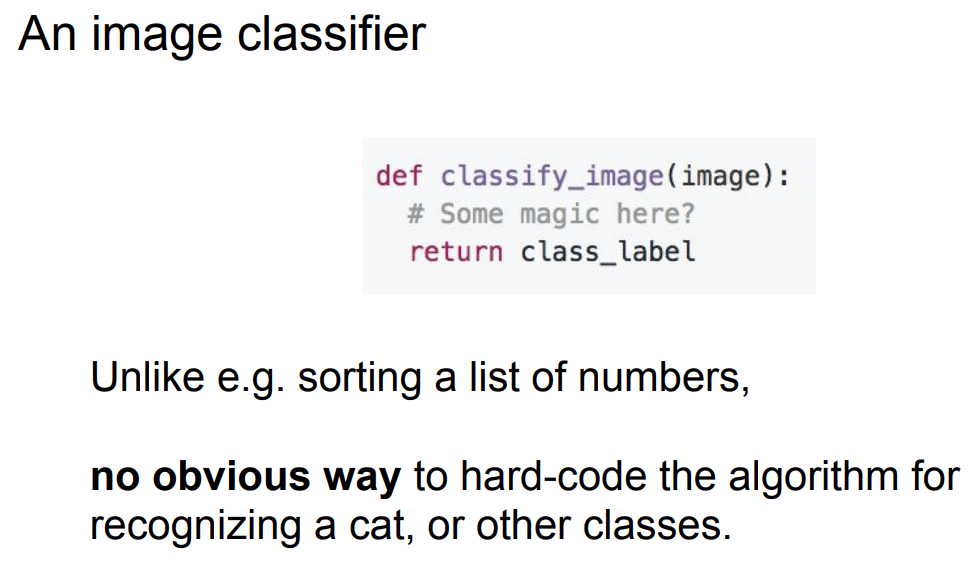 An image classifier
def classify_image(image):
# Some magic here?
return class_label
Unlike e.g. sorting a list of numbers,
no obvious way to hard-code the algorithm for
recognizing a cat, or other classes.